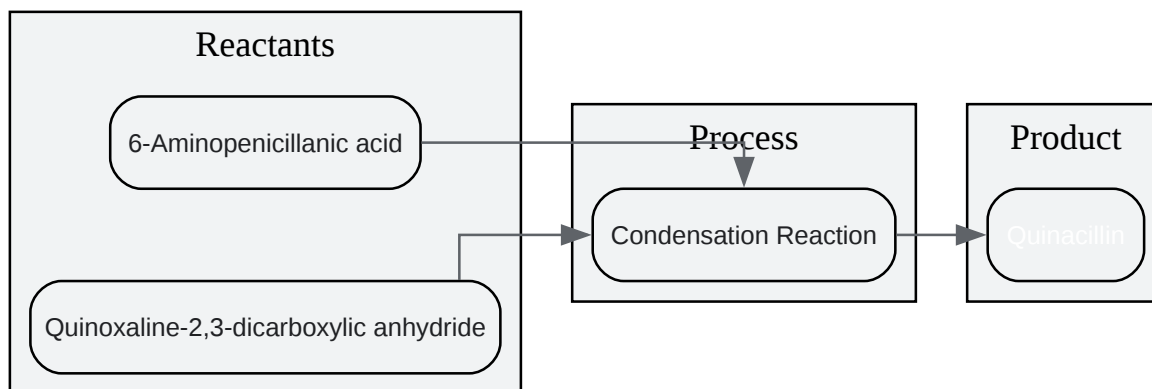 Reactants
6-Aminopenicillanic acid
Quinoxaline-2,3-dicarboxylic anhydride
Process
Condensation Reaction
Product
Quinacillin